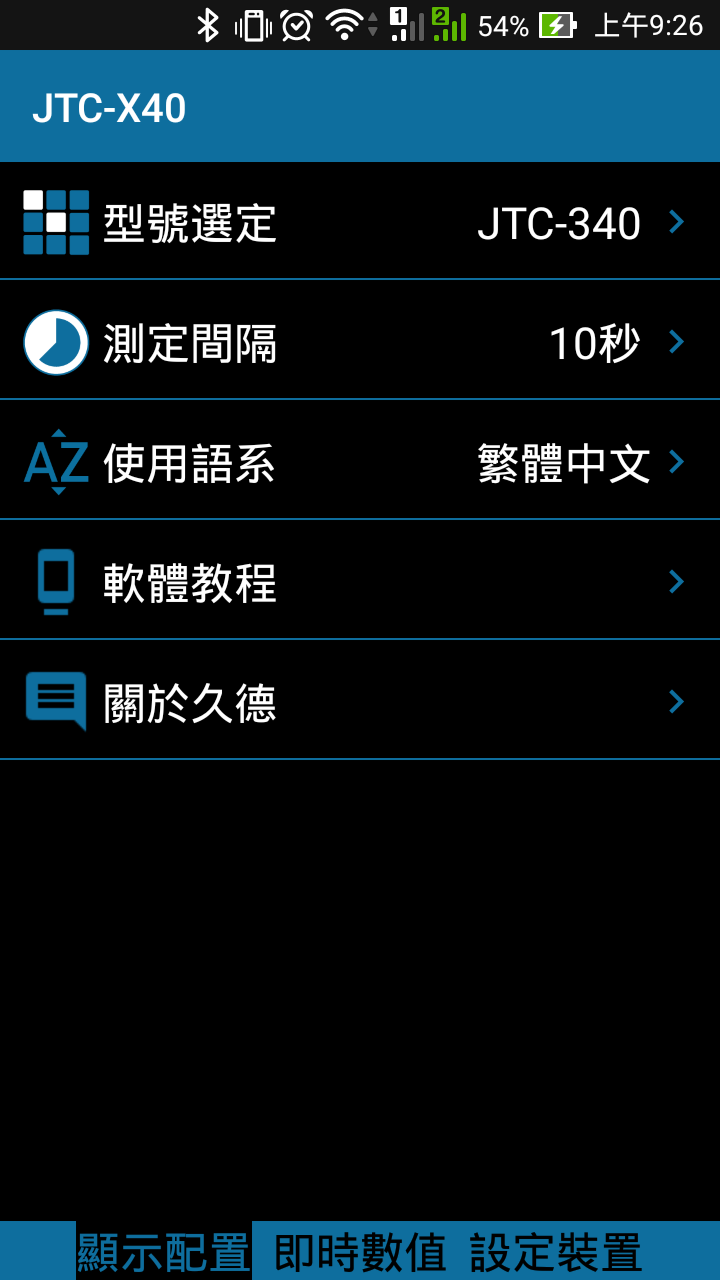 1 2 54% 上午9:26
JTC-X40
型號選定 JTC-340
測定間隔 10秒
AZ 使用語系 繁體中文
軟體教程
關於久德
顯示配置 即時數值 設定裝置